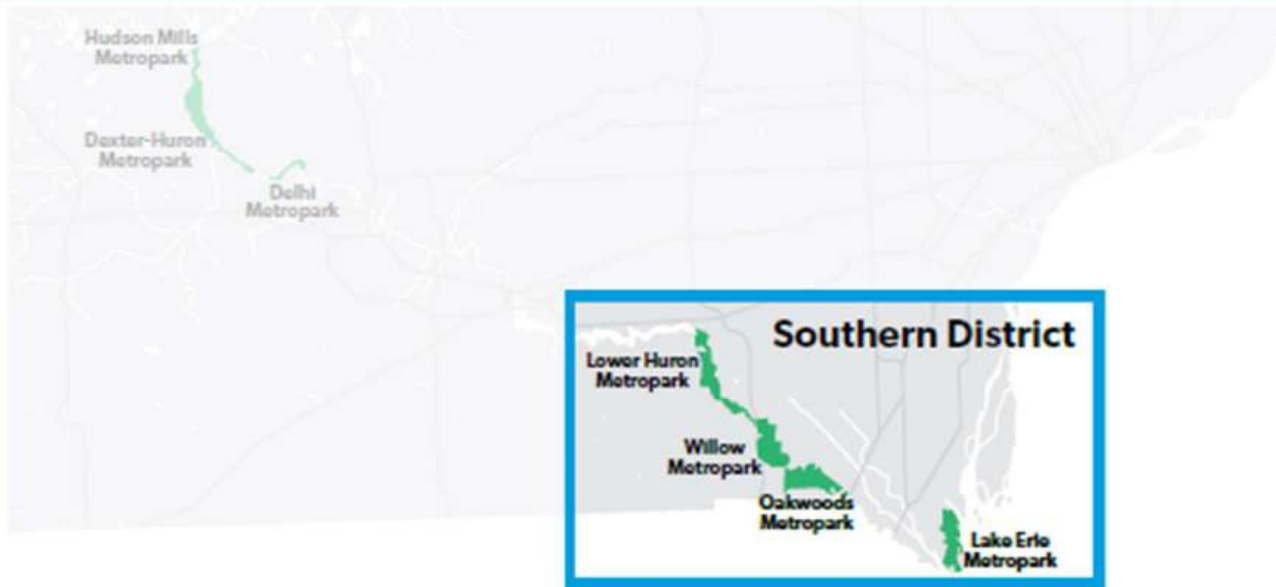 Hudson Mills
Metropark
Dexter-Huron
Metropark
Delhi
Metropark
Southern District
Lower Huron
Metropark
Willow
Metropark
Oakwoods
Metropark
Lake Erie
Metropark